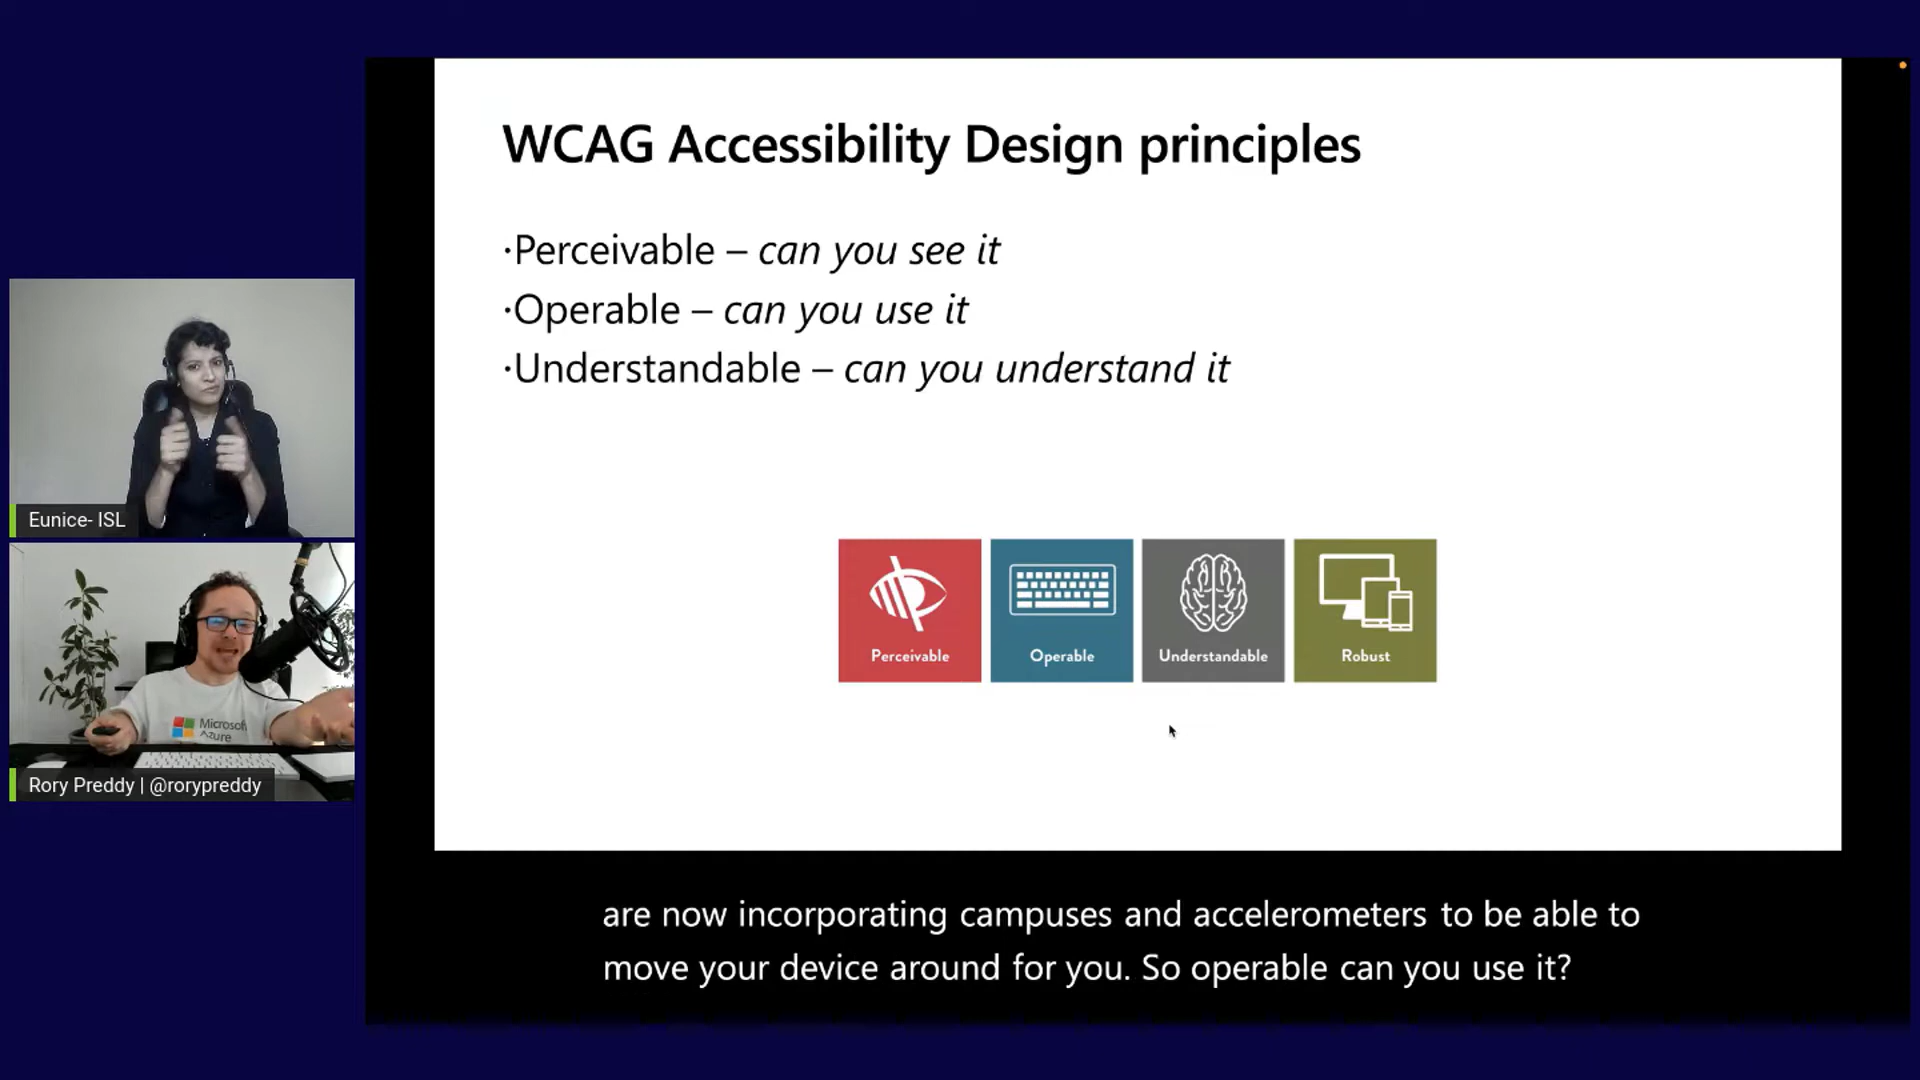 WCAG Accessibility Design principles
·Perceivable – can you see it
·Operable – can you use it
·Understandable – can you understand it
Perceivable
Operable
Understandable
Robust
Eunice- ISL
Microsoft
Azure
Rory Preddy | @rorypreddy
are now incorporating campuses and accelerometers to be able to
move your device around for you. So operable can you use it?